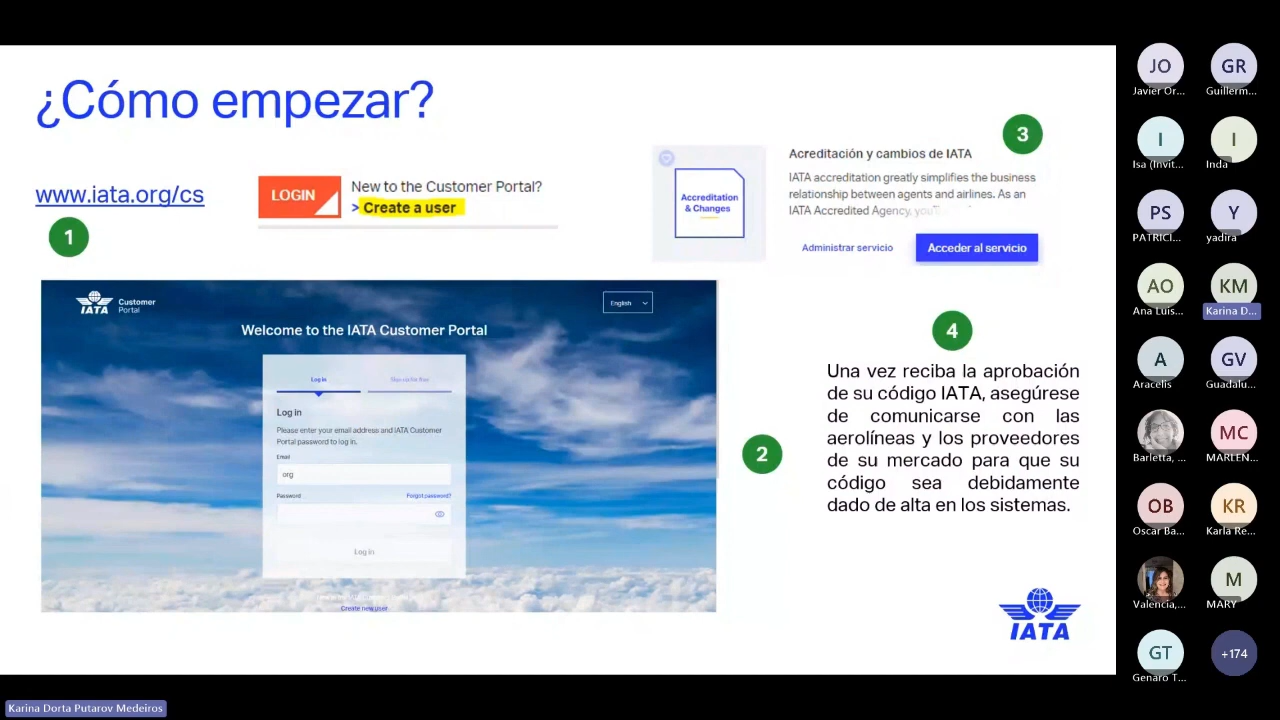 ¿Cómo empezar?
www.iata.org/cs
1
LOGIN
New to the Customer Portal?
> Create a user
3
Accreditation
& Changes
Acreditación y cambios de IATA
IATA accreditation greatly simplifies the business
relationship between agents and airlines. As an
IATA Accredited Agency,
Administrar servicio
Acceder al servicio
IATA
Customer
Portal
English
Welcome to the IATA Customer Portal
Log in
Sign up for free
Log in
Please enter your email address and IATA Customer
Portal password to log in.
Email
org
Password
Forgot password?
Log in
Create new user
2
4
Una vez reciba la aprobación
de su código IATA, asegúrese
de comunicarse con las
aerolíneas y los proveedores
de su mercado para que su
código sea debidamente
dado de alta en los sistemas.
IATA
JO
Javier Or...
GR
Guillerm...
I
Isa (Invit...
I
Inda
PS
PATRICI...
Y
yadira
AO
Ana Luis...
KM
Karina D...
A
Aracelis
GV
Guadalu...
Barletta, ...
MC
MARLEN...
OB
Oscar Ba...
KR
Karla Re...
Valencia,...
M
MARY
GT
Genaro T...
+174
Karina Dorta Putarov Medeiros